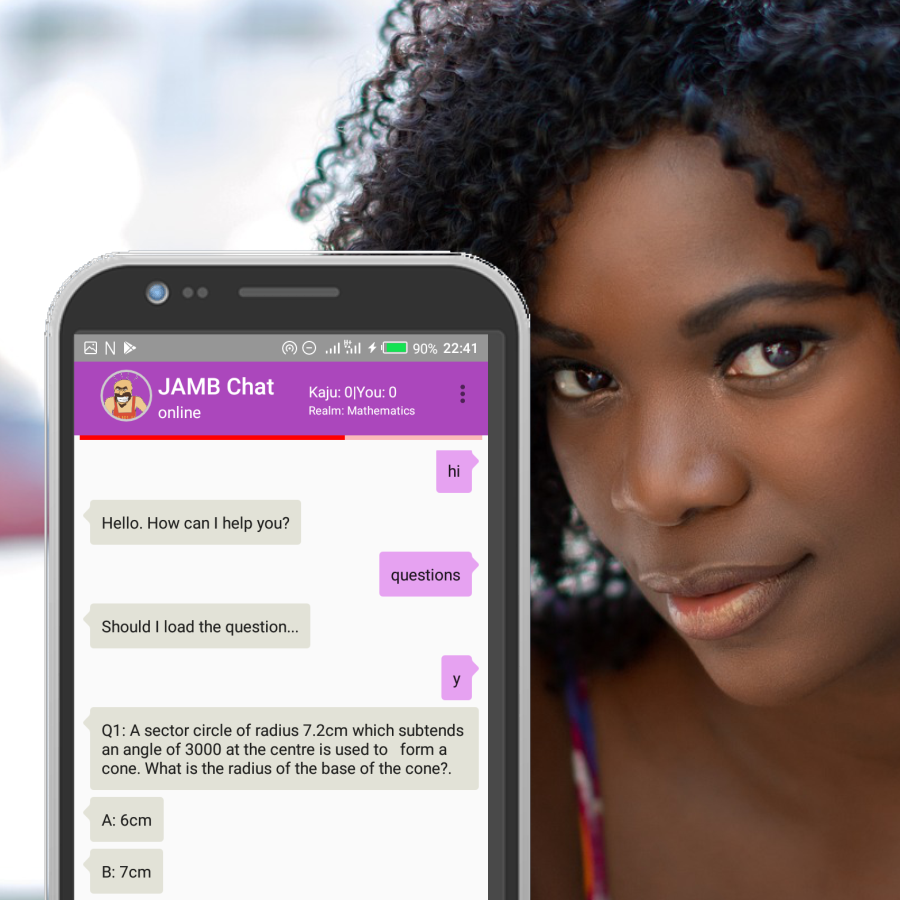 90% 22:41
JAMB Chat
online
Kaju: 0|You: 0
Realm: Mathematics
hi
Hello. How can I help you?
questions
Should I load the question...
y
Q1: A sector circle of radius 7.2cm which subtends
an angle of 3000 at the centre is used to   form a
cone. What is the radius of the base of the cone?.
A: 6cm
B: 7cm